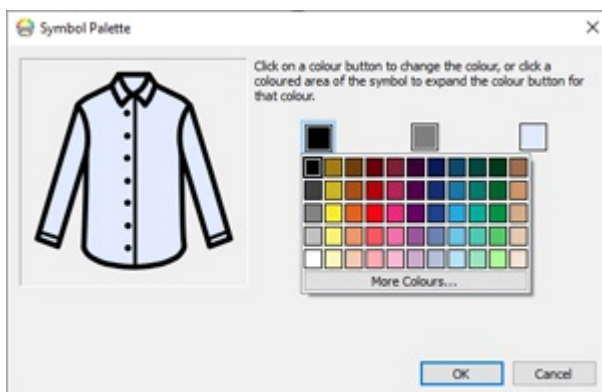 Symbol Palette
Click on a colour button to change the colour, or click a
coloured area of the symbol to expand the colour button for
that colour.
More Colours...
OK
Cancel